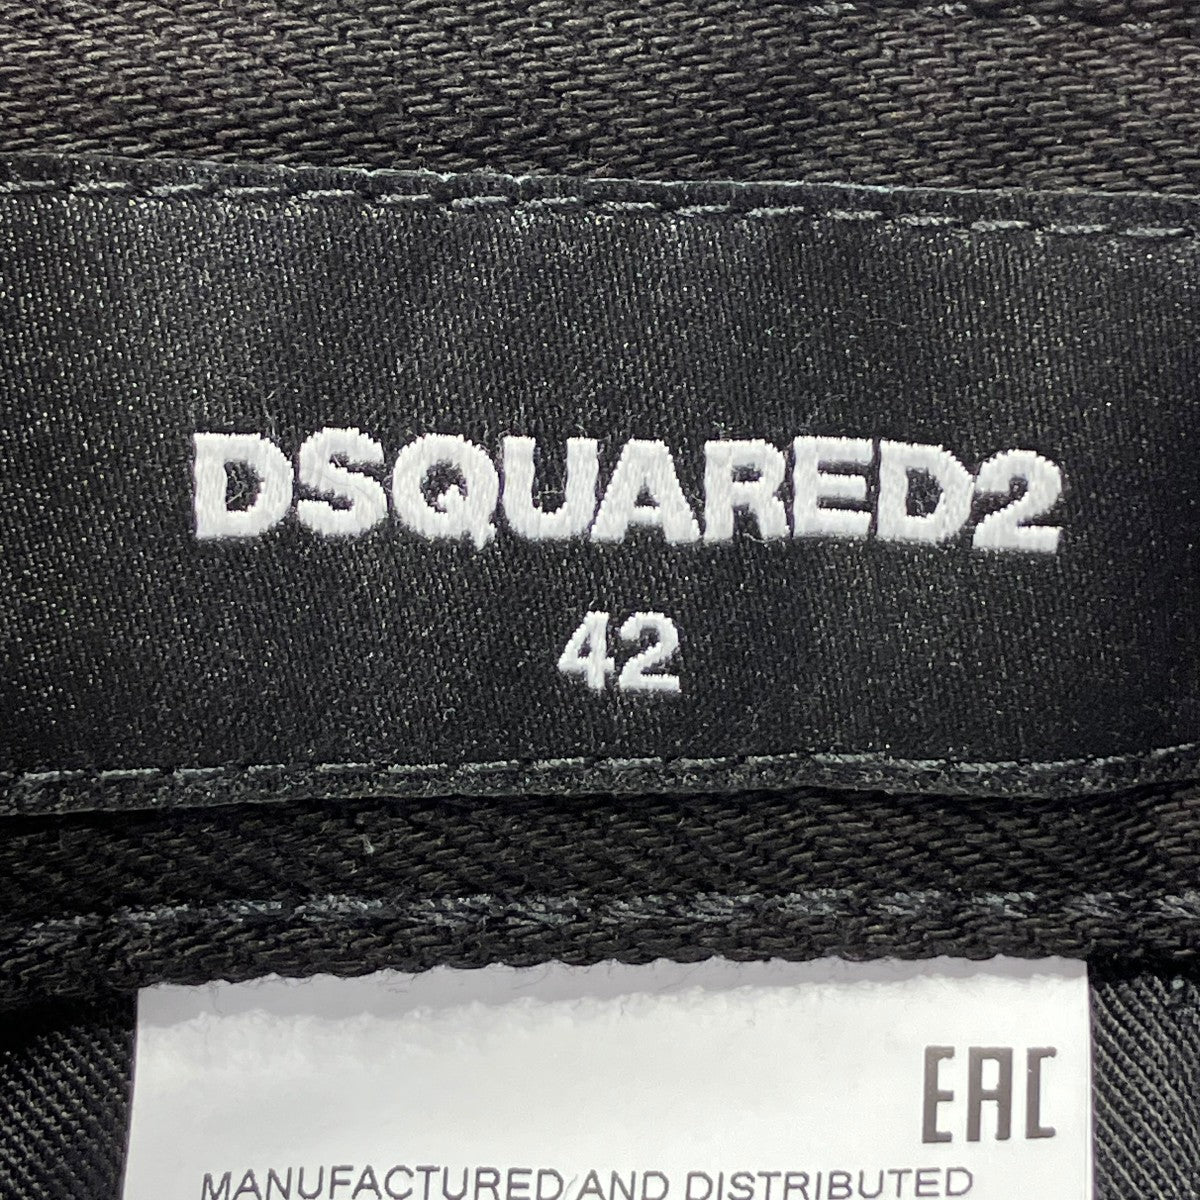 DSQUARED2
42
EAC
MANUFACTURED AND DISTRIBUTED